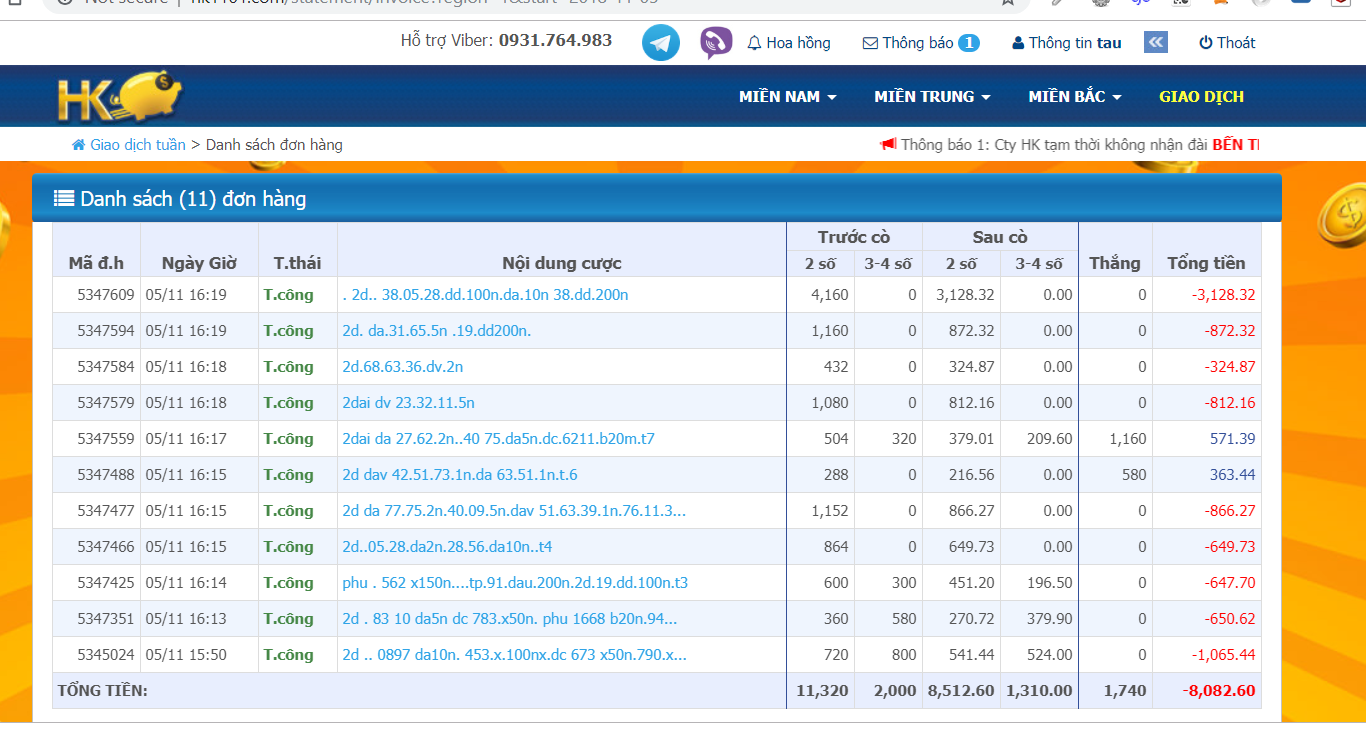 Hỗ trợ Viber: 0931.764.983 Hoa hồng Thông báo 1 Thông tin tau Thoát
HK
MIỀN NAM MIỀN TRUNG MIỀN BẮC GIAO DỊCH
Giao dịch tuần > Danh sách đơn hàng Thông báo 1: Cty HK tạm thời không nhận đài BẾN
Danh sách (11) đơn hàng
Trước cò Sau cò
Mã đ.h Ngày Giờ T.thái Nội dung cược 2 số 3-4 số 2 số 3-4 số Thắng Tổng tiền
5347609 05/11 16:19 T.công . 2d.. 38.05.28.dd.100n.da.10n 38.dd.200n 4,160 0 3,128.32 0.00 0 -3,128.32
5347594 05/11 16:19 T.công 2d. da.31.65.5n .19.dd200n. 1,160 0 872.32 0.00 0 -872.32
5347584 05/11 16:18 T.công 2d.68.63.36.dv.2n 432 0 324.87 0.00 0 -324.87
5347579 05/11 16:18 T.công 2dai dv 23.32.11.5n 1,080 0 812.16 0.00 0 -812.16
5347559 05/11 16:17 T.công 2dai da 27.62.2n..40 75.da5n.dc.6211.b20m.t7 504 320 379.01 209.60 1,160 571.39
5347488 05/11 16:15 T.công 2d dav 42.51.73.1n.da 63.51.1n.t.6 288 0 216.56 0.00 580 363.44
5347477 05/11 16:15 T.công 2d da 77.75.2n.40.09.5n.dav 51.63.39.1n.76.11.3... 1,152 0 866.27 0.00 0 -866.27
5347466 05/11 16:15 T.công 2d..05.28.da2n.28.56.da10n..t4 864 0 649.73 0.00 0 -649.73
5347425 05/11 16:14 T.công phu . 562 x150n....tp.91.dau.200n.2d.19.dd.100n.t3 600 300 451.20 196.50 0 -647.70
5347351 05/11 16:13 T.công 2d . 83 10 da5n dc 783.x50n. phu 1668 b20n.94... 360 580 270.72 379.90 0 -650.62
5345024 05/11 15:50 T.công 2d .. 0897 da10n. 453.x.100nx.dc 673 x50n.790.x... 720 800 541.44 524.00 0 -1,065.44
TỔNG TIỀN: 11,320 2,000 8,512.60 1,310.00 1,740 -8,082.60